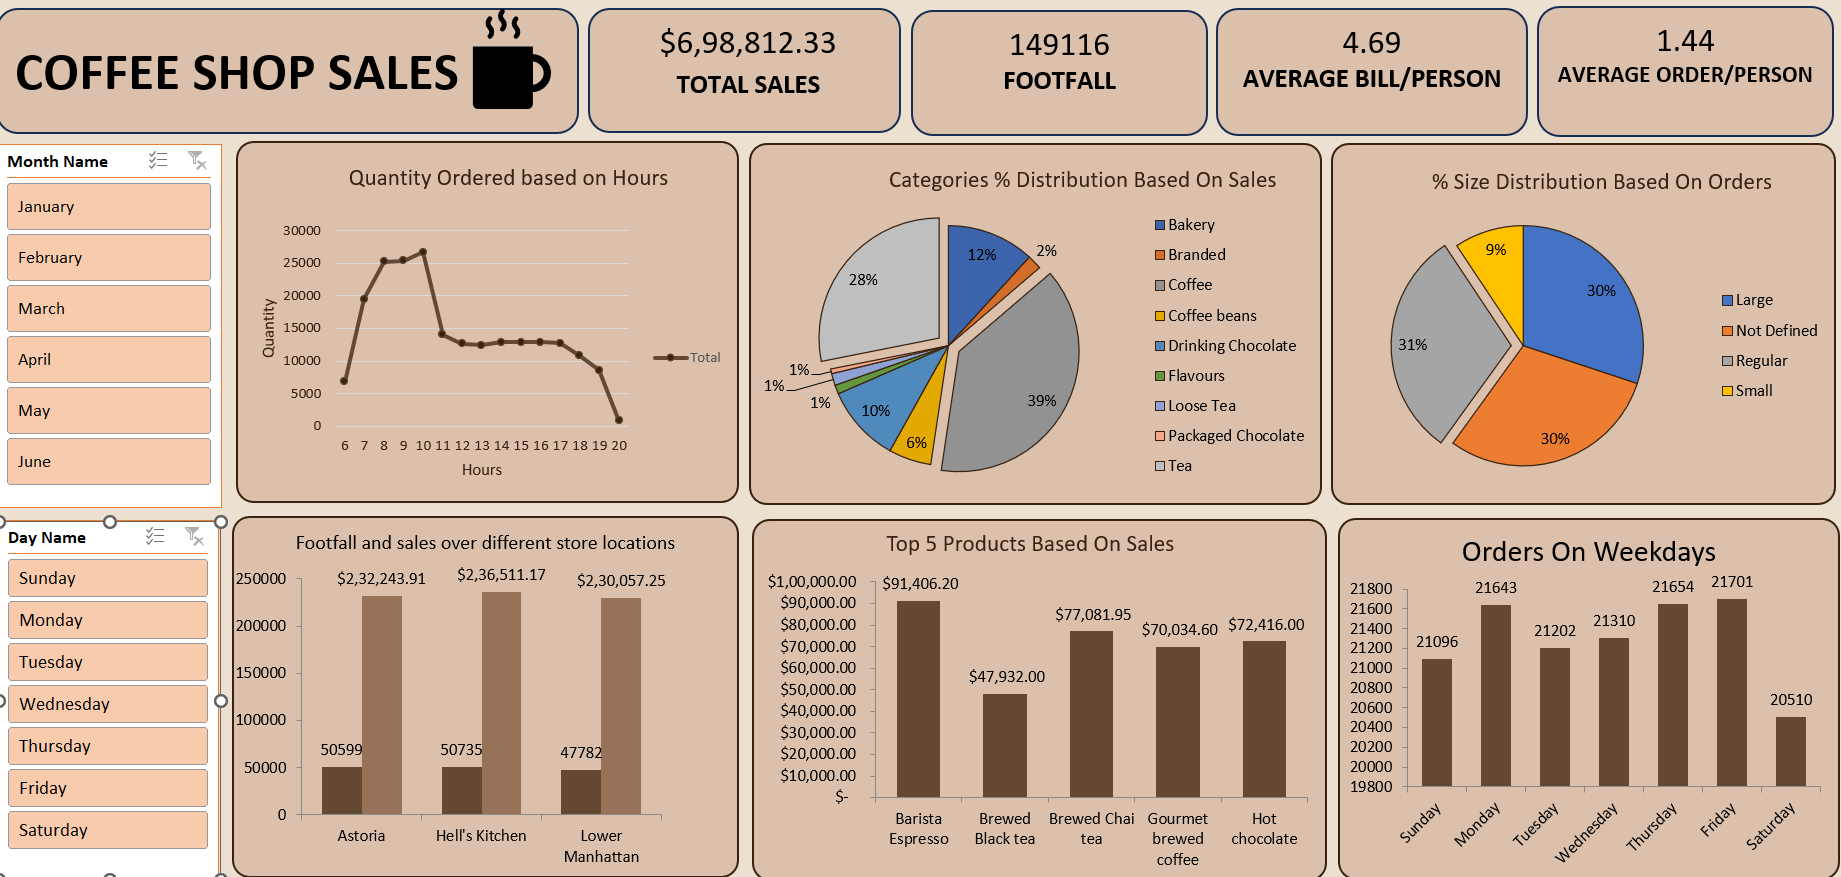 COFFEE SHOP SALES
$6,98,812.33
TOTAL SALES
149116
FOOTFALL
4.69
AVERAGE BILL/PERSON
1.44
AVERAGE ORDER/PERSON
Month Name
January
February
March
April
May
June
Day Name
Sunday
Monday
Tuesday
Wednesday
Thursday
Friday
Saturday
Quantity Ordered based on Hours
30000
25000
20000
15000
10000
5000
0
Quantity
6 7 8 9 10 11 12 13 14 15 16 17 18 19 20
Hours
Total
Categories % Distribution Based On Sales
12%
2%
39%
6%
10%
1%
1%
1%
28%
Bakery
Branded
Coffee
Coffee beans
Drinking Chocolate
Flavours
Loose Tea
Packaged Chocolate
Tea
% Size Distribution Based On Orders
30%
30%
31%
9%
Large
Not Defined
Regular
Small
Footfall and sales over different store locations
250000
200000
150000
100000
50000
0
$2,32,243.91
$2,36,511.17
$2,30,057.25
50599
50735
47782
Astoria
Hell's Kitchen
Lower
Manhattan
Top 5 Products Based On Sales
$1,00,000.00
$90,000.00
$80,000.00
$70,000.00
$60,000.00
$50,000.00
$40,000.00
$30,000.00
$20,000.00
$10,000.00
$-
$91,406.20
$47,932.00
$77,081.95
$70,034.60
$72,416.00
Barista
Espresso
Brewed
Black tea
Brewed Chai
tea
Gourmet
brewed
coffee
Hot
chocolate
Orders On Weekdays
21800
21600
21400
21200
21000
20800
20600
20400
20200
20000
19800
21096
21643
21202
21310
21654
21701
20510
Sunday
Monday
Tuesday
Wednesday
Thursday
Friday
Saturday